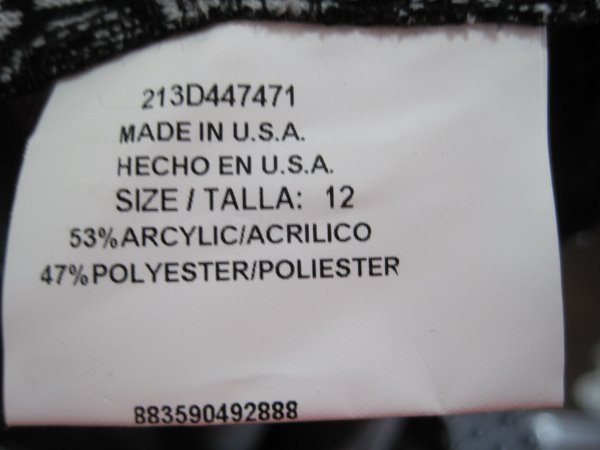 213D447471
MADE IN U.S.A.
HECHO EN U.S.A.
SIZE / TALLA: 12
53% ARCYLIC/ACRILICO
47% POLYESTER/POLIESTER
883590492888